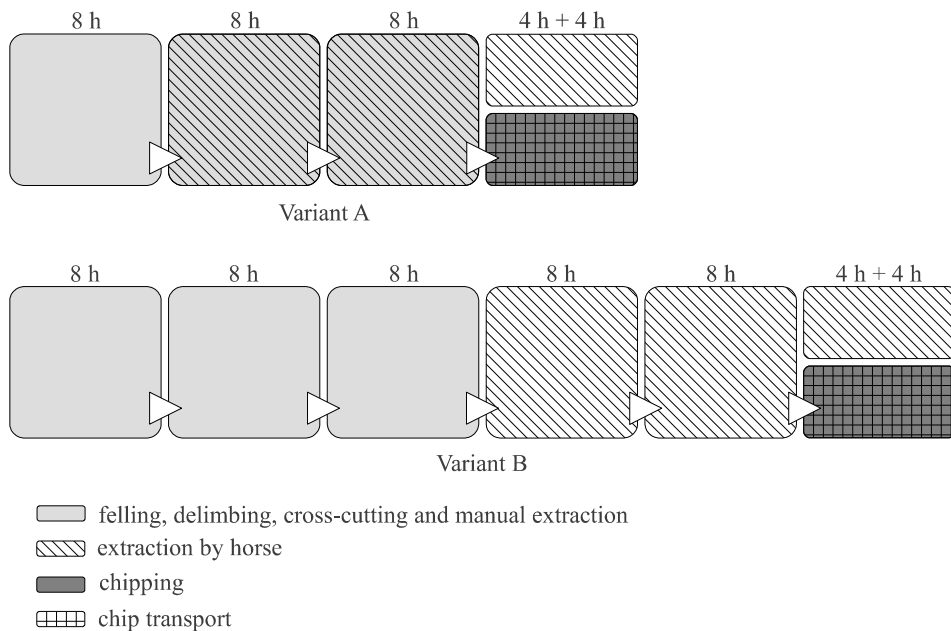 8 h 8 h 8 h 4 h + 4 h
Variant A
8 h 8 h 8 h 8 h 8 h 4 h + 4 h
Variant B
felling, delimbing, cross-cutting and manual extraction
extraction by horse
chipping
chip transport